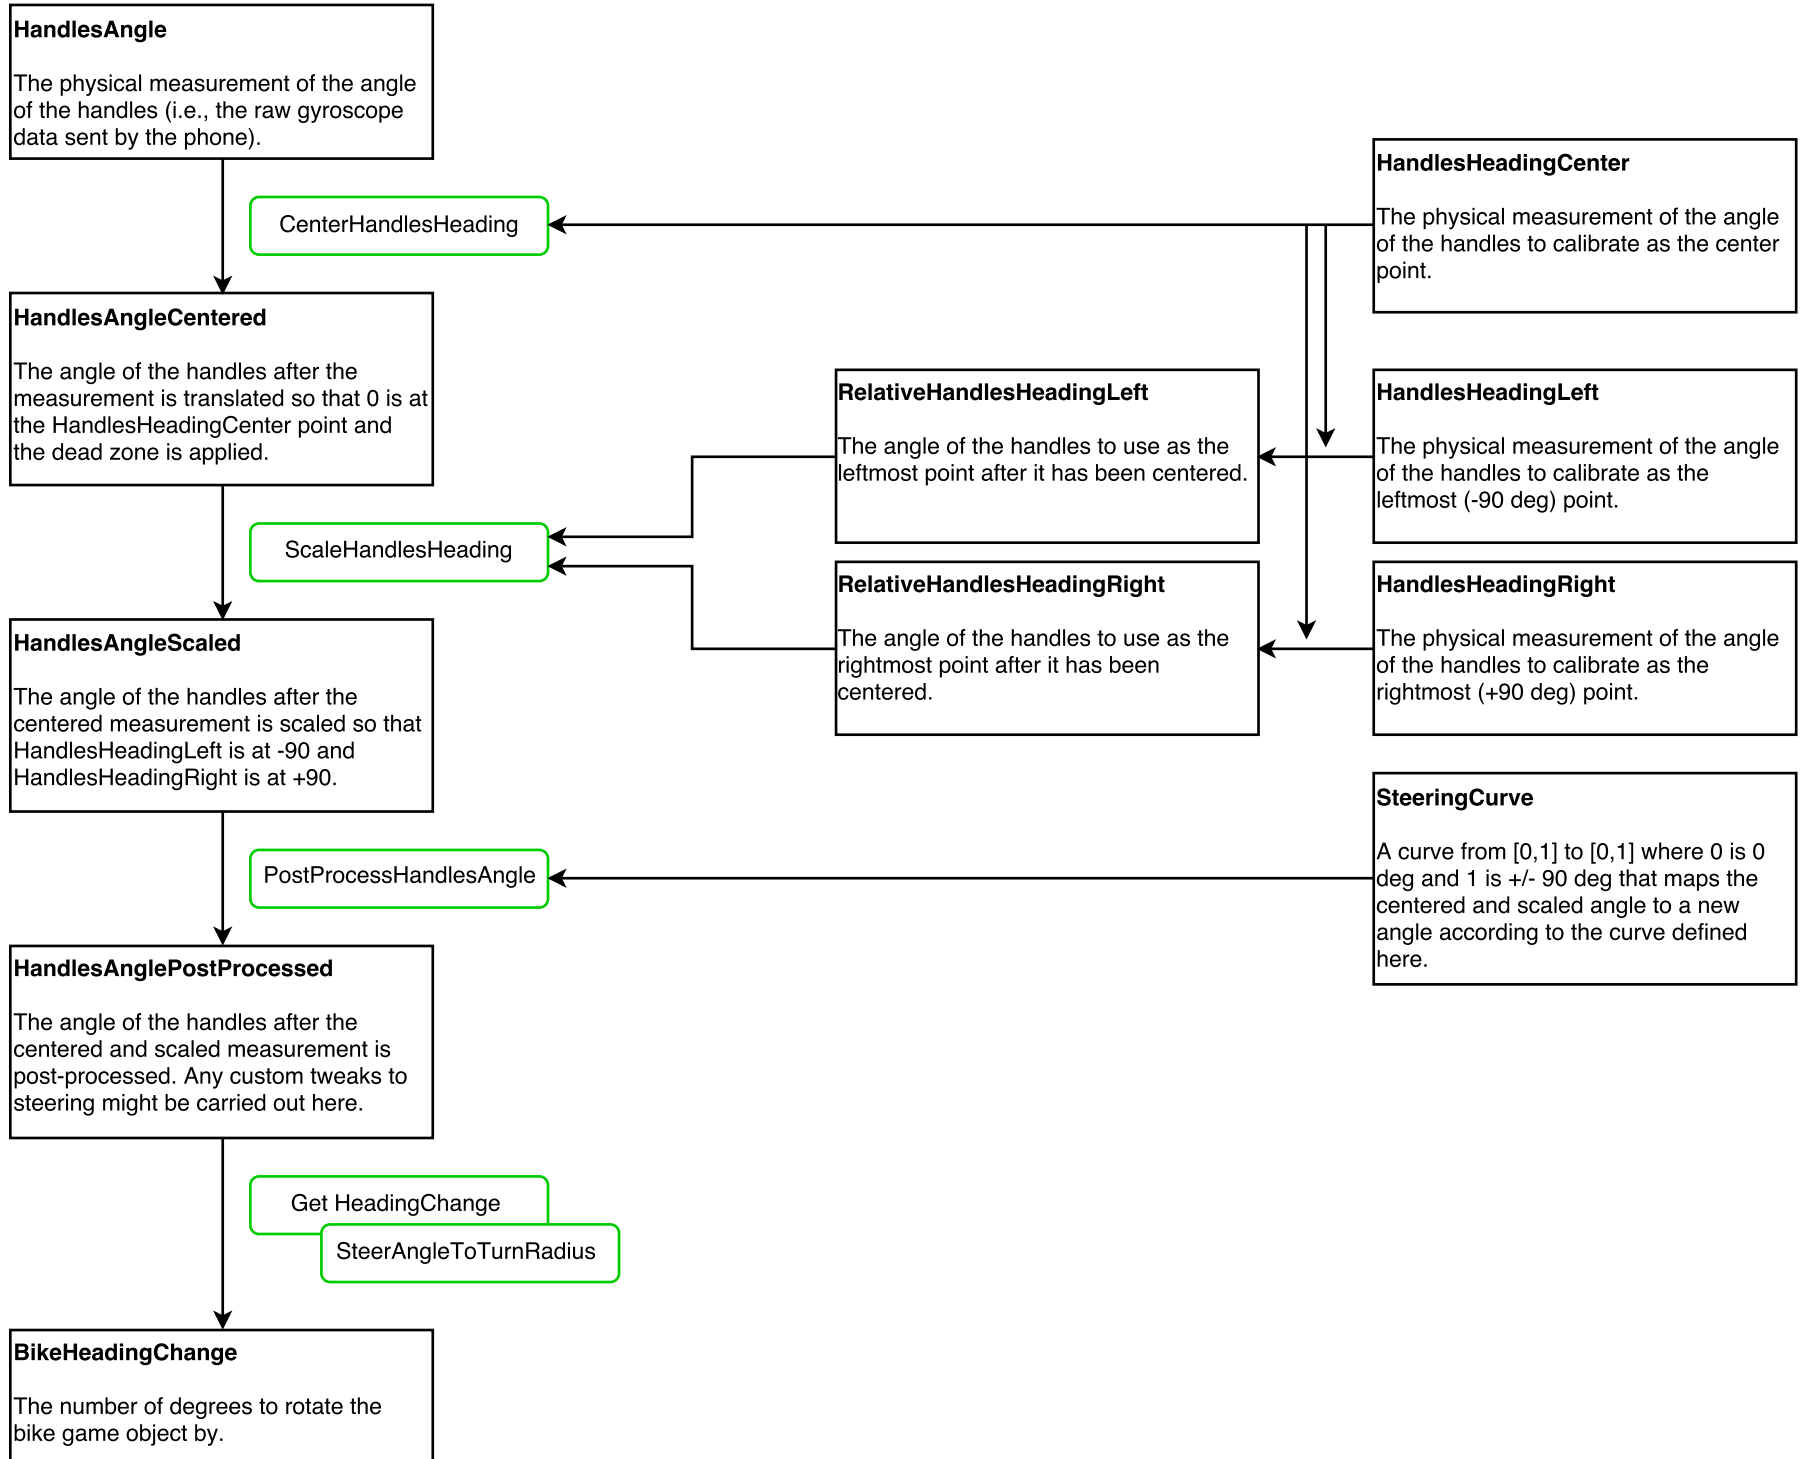 HandlesAngle
The physical measurement of the angle
of the handles (i.e., the raw gyroscope
data sent by the phone).
CenterHandlesHeading
HandlesHeadingCenter
The physical measurement of the angle
of the handles to calibrate as the center
point.
HandlesAngleCentered
The angle of the handles after the
measurement is translated so that 0 is at
the HandlesHeadingCenter point and
the dead zone is applied.
RelativeHandlesHeadingLeft
The angle of the handles to use as the
leftmost point after it has been centered.
HandlesHeadingLeft
The physical measurement of the angle
of the handles to calibrate as the
leftmost (-90 deg) point.
ScaleHandlesHeading
RelativeHandlesHeadingRight
The angle of the handles to use as the
rightmost point after it has been
centered.
HandlesHeadingRight
The physical measurement of the angle
of the handles to calibrate as the
rightmost (+90 deg) point.
HandlesAngleScaled
The angle of the handles after the
centered measurement is scaled so that
HandlesHeadingLeft is at -90 and
HandlesHeadingRight is at +90.
SteeringCurve
A curve from [0,1] to [0,1] where 0 is 0
deg and 1 is +/- 90 deg that maps the
centered and scaled angle to a new
angle according to the curve defined
here.
PostProcessHandlesAngle
HandlesAnglePostProcessed
The angle of the handles after the
centered and scaled measurement is
post-processed. Any custom tweaks to
steering might be carried out here.
Get HeadingChange
SteerAngleToTurnRadius
BikeHeadingChange
The number of degrees to rotate the
bike game object by.